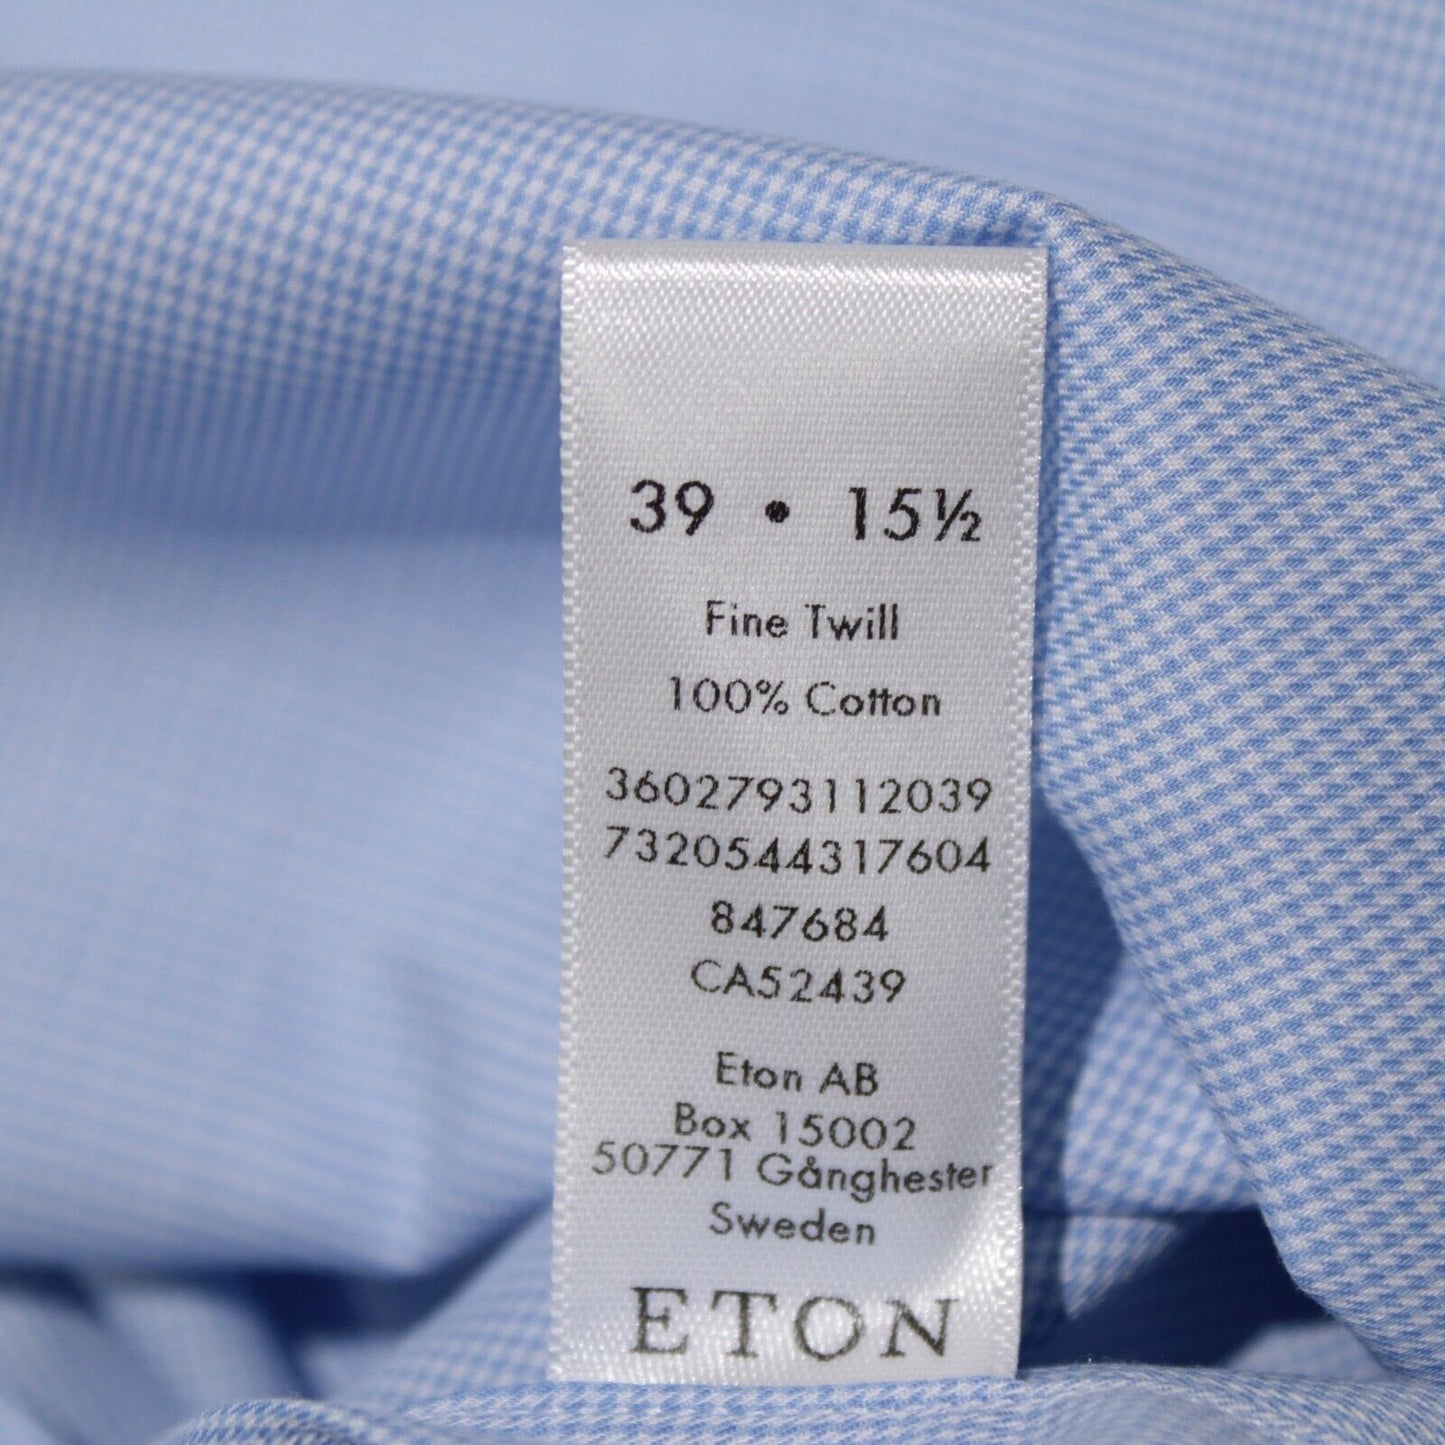 39 • 15½
Fine Twill
100% Cotton
3602793112039
7320544317604
847684
CA52439
Eton AB
Box 15002
50771 Gånghester
Sweden
ETON